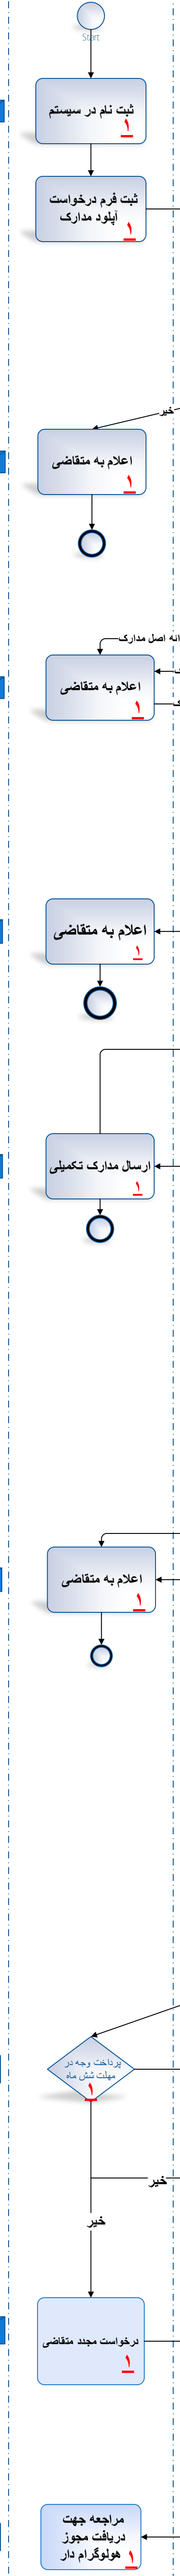 Start
ثبت نام در سیستم
۱
ثبت فرم درخواست
آپلود مدارک
۱
خیر
اعلام به متقاضی
۱
اصل مدارک
اعلام به متقاضی
۱
اعلام به متقاضی
۱
ارسال مدارک تکمیلی
۱
اعلام به متقاضی
۱
پرداخت وجه در
مهلت شش ماه
۱
خیر
خیر
درخواست مجدد متقاضی
۱
مراجعه جهت
دریافت مجوز
هولوگرام دار
۱